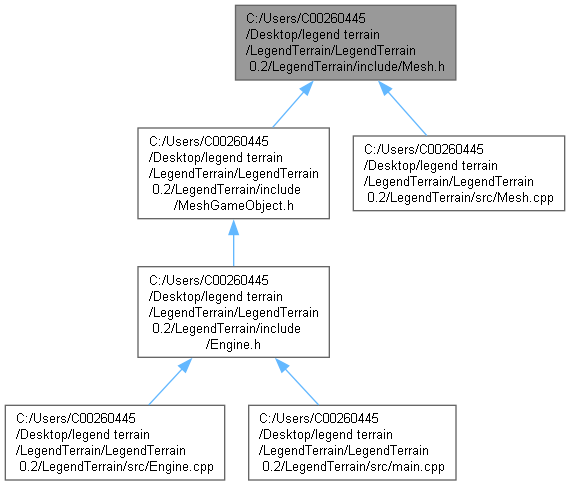 C:/Users/C00260445
/Desktop/legend terrain
/LegendTerrain/LegendTerrain
0.2/LegendTerrain/include/Mesh.h
C:/Users/C00260445
/Desktop/legend terrain
/LegendTerrain/LegendTerrain
0.2/LegendTerrain/include
/MeshGameObject.h
C:/Users/C00260445
/Desktop/legend terrain
/LegendTerrain/LegendTerrain
0.2/LegendTerrain/src/Mesh.cpp
C:/Users/C00260445
/Desktop/legend terrain
/LegendTerrain/LegendTerrain
0.2/LegendTerrain/include
/Engine.h
C:/Users/C00260445
/Desktop/legend terrain
/LegendTerrain/LegendTerrain
0.2/LegendTerrain/src/Engine.cpp
C:/Users/C00260445
/Desktop/legend terrain
/LegendTerrain/LegendTerrain
0.2/LegendTerrain/src/main.cpp